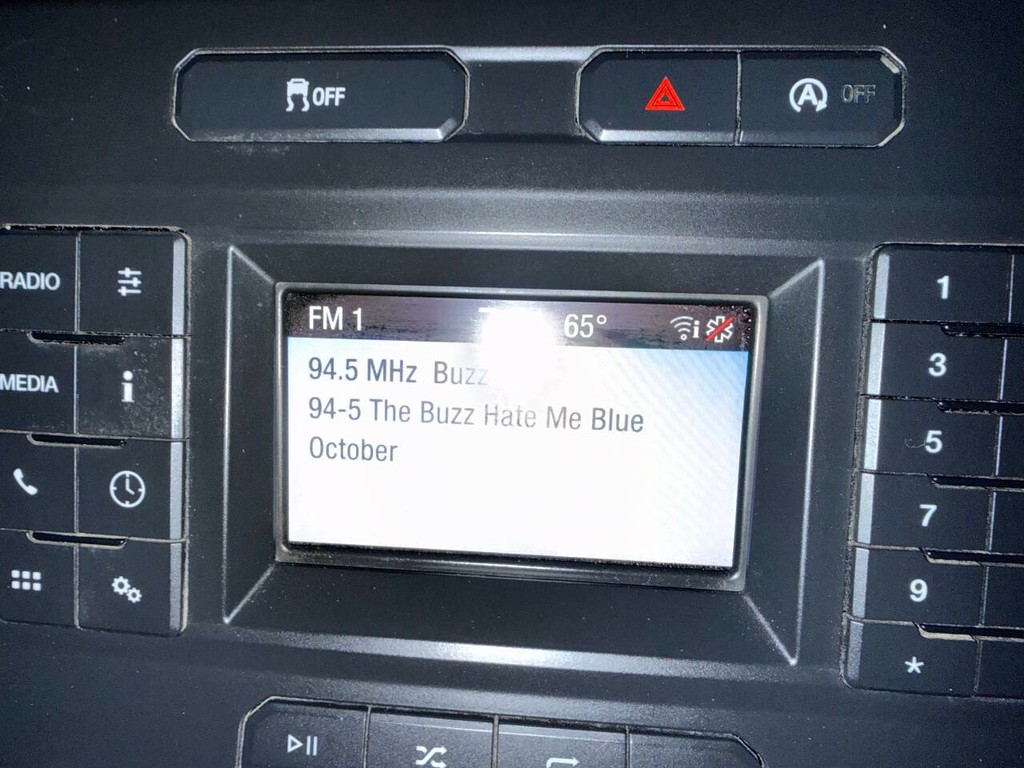 OFF
OFF
RADIO
MEDIA
i
FM 1
65°
94.5 MHz Buzz
94-5 The Buzz Hate Me Blue
October
1
3
5
7
9
*